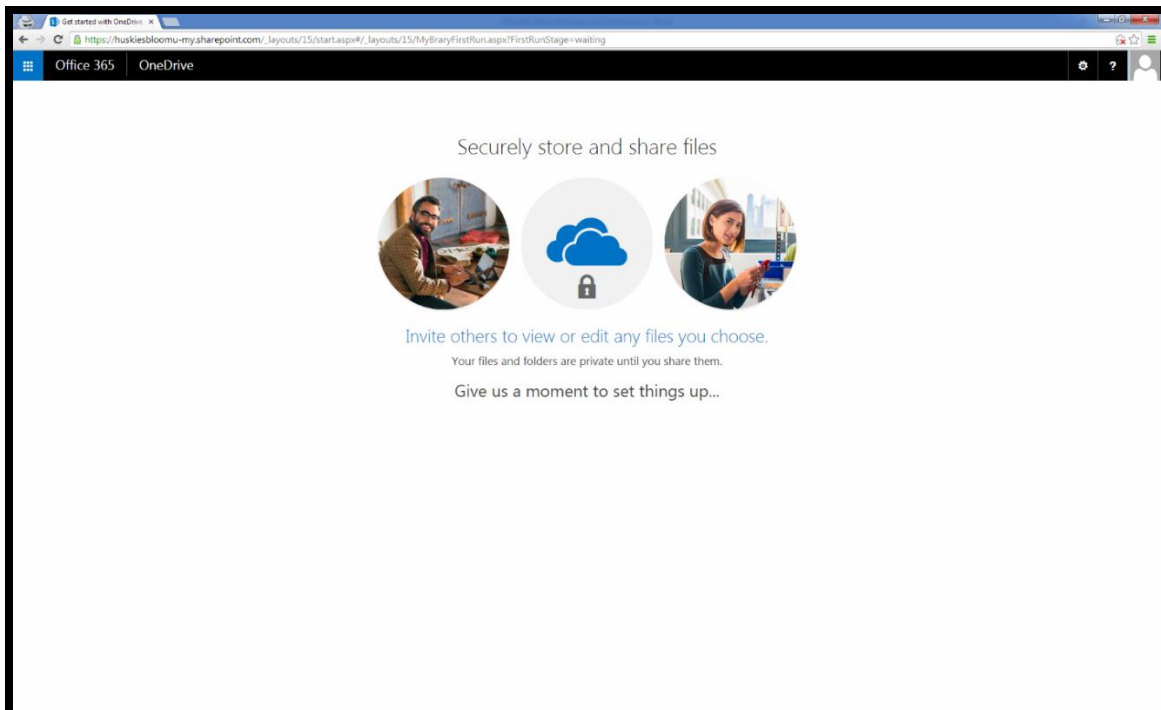 Get started with OneDrive
https://huskiesbloomu-my.sharepoint.com/_layouts/15/start.aspx#/_layouts/15/MyBraryFirstRun.aspx?FirstRunStage=waiting
Office 365 OneDrive ?
Securely store and share files
Invite others to view or edit any files you choose.
Your files and folders are private until you share them.
Give us a moment to set things up...